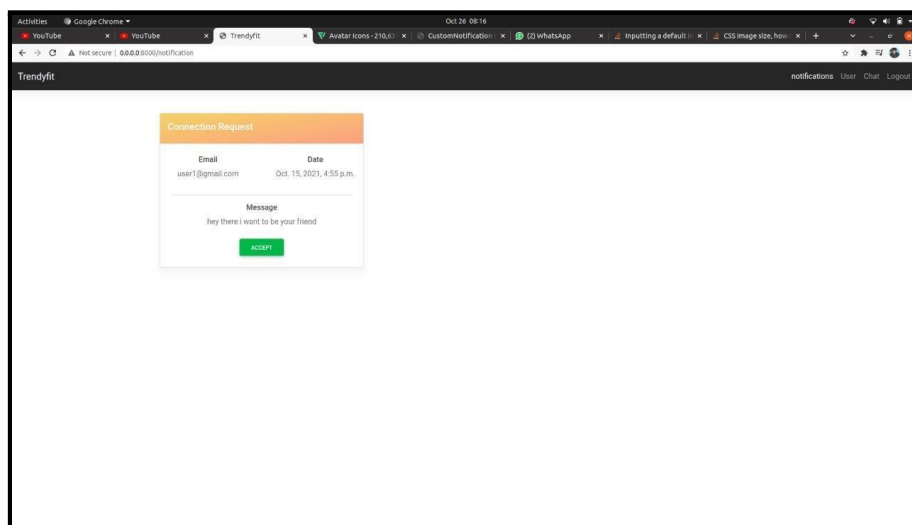 Activities Google Chrome Oct 26 08:16
YouTube YouTube Trendyfit Avatar Icons - 210,6 CustomNotification (2) WhatsApp Inputting a default i CSS image size, how
Not secure | 0.0.0.0:8000/notification
Trendyfit notifications User Chat Logout
Connection Request
Email Date
user1@gmail.com Oct. 15, 2021, 4:55 p.m.
Message
hey there i want to be your friend
ACCEPT